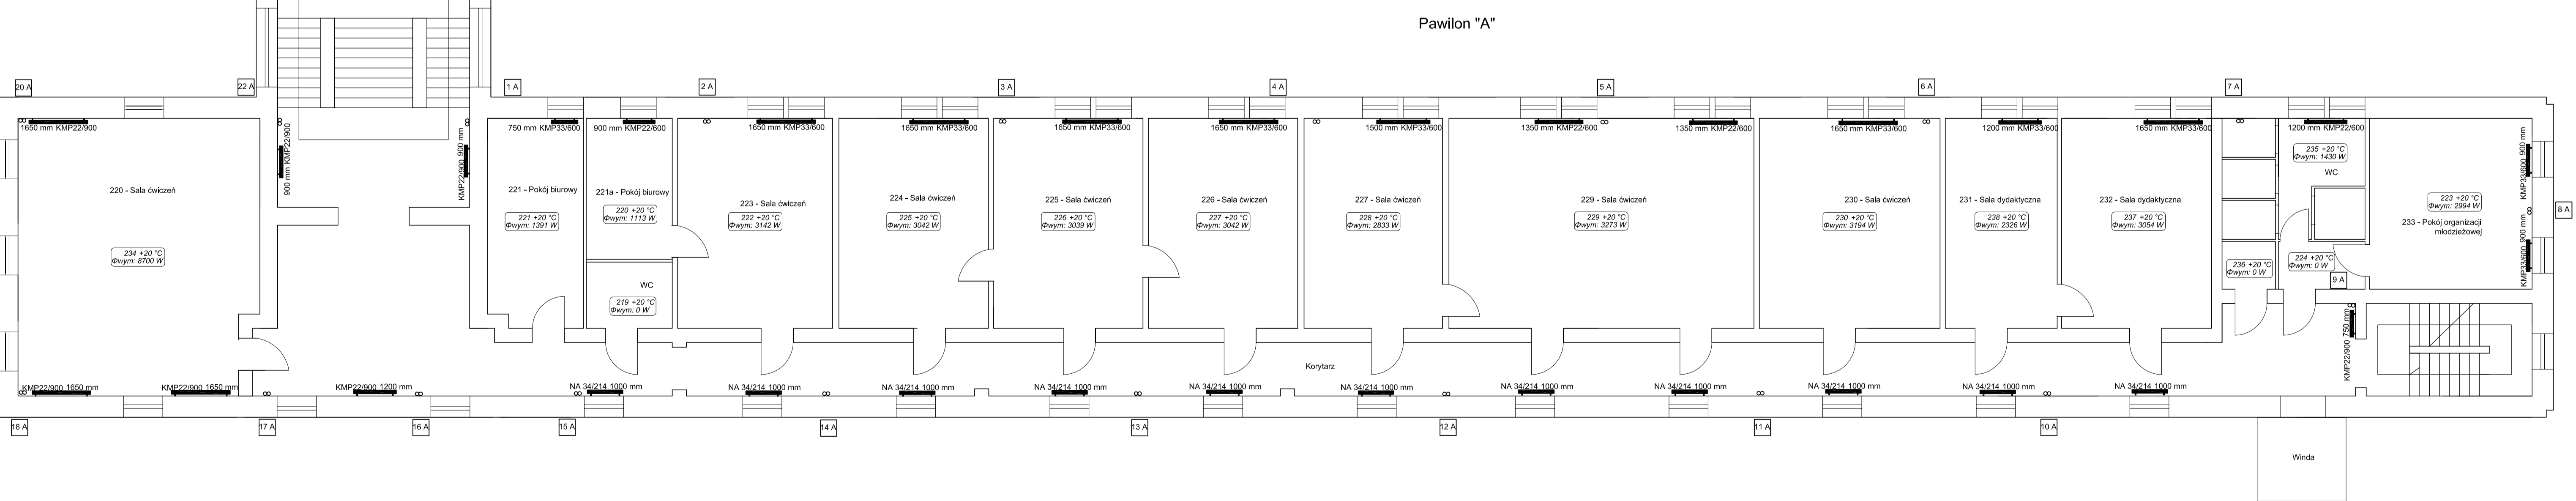 Pawilon "A"
20 A
22 A
1 A
2 A
3 A
4 A
5 A
6 A
7 A
1650 mm KMP22/900
900 mm KMP22/900
KMP22/900 900 mm
750 mm KMP33/600
900 mm KMP22/600
1650 mm KMP33/600
1650 mm KMP33/600
1650 mm KMP33/600
1650 mm KMP33/600
1500 mm KMP33/600
1350 mm KMP22/600
1350 mm KMP22/600
1650 mm KMP33/600
1200 mm KMP33/600
1650 mm KMP33/600
1200 mm KMP22/600
KMP33/600 900 mm
KMP33/600 900 mm
220 - Sala ćwiczeń
234 +20 °C
Φwym: 8700 W
221 - Pokój biurowy
221 +20 °C
Φwym: 1391 W
221a - Pokój biurowy
220 +20 °C
Φwym: 1113 W
WC
219 +20 °C
Φwym: 0 W
223 - Sala ćwiczeń
222 +20 °C
Φwym: 3142 W
224 - Sala ćwiczeń
225 +20 °C
Φwym: 3042 W
225 - Sala ćwiczeń
226 +20 °C
Φwym: 3039 W
226 - Sala ćwiczeń
227 +20 °C
Φwym: 3042 W
227 - Sala ćwiczeń
228 +20 °C
Φwym: 2833 W
229 - Sala ćwiczeń
229 +20 °C
Φwym: 3273 W
230 - Sala ćwiczeń
230 +20 °C
Φwym: 3194 W
231 - Sala dydaktyczna
238 +20 °C
Φwym: 2326 W
232 - Sala dydaktyczna
237 +20 °C
Φwym: 3054 W
235 +20 °C
Φwym: 1430 W
WC
236 +20 °C
Φwym: 0 W
224 +20 °C
Φwym: 0 W
9 A
223 +20 °C
Φwym: 2994 W
233 - Pokój organizacji
młodzieżowej
8 A
KMP22/900 750 mm
Korytarz
KMP22/900 1650 mm
KMP22/900 1650 mm
KMP22/900 1200 mm
NA 34/214 1000 mm
NA 34/214 1000 mm
NA 34/214 1000 mm
NA 34/214 1000 mm
NA 34/214 1000 mm
NA 34/214 1000 mm
NA 34/214 1000 mm
NA 34/214 1000 mm
NA 34/214 1000 mm
NA 34/214 1000 mm
NA 34/214 1000 mm
18 A
17 A
16 A
15 A
14 A
13 A
12 A
11 A
10 A
Winda